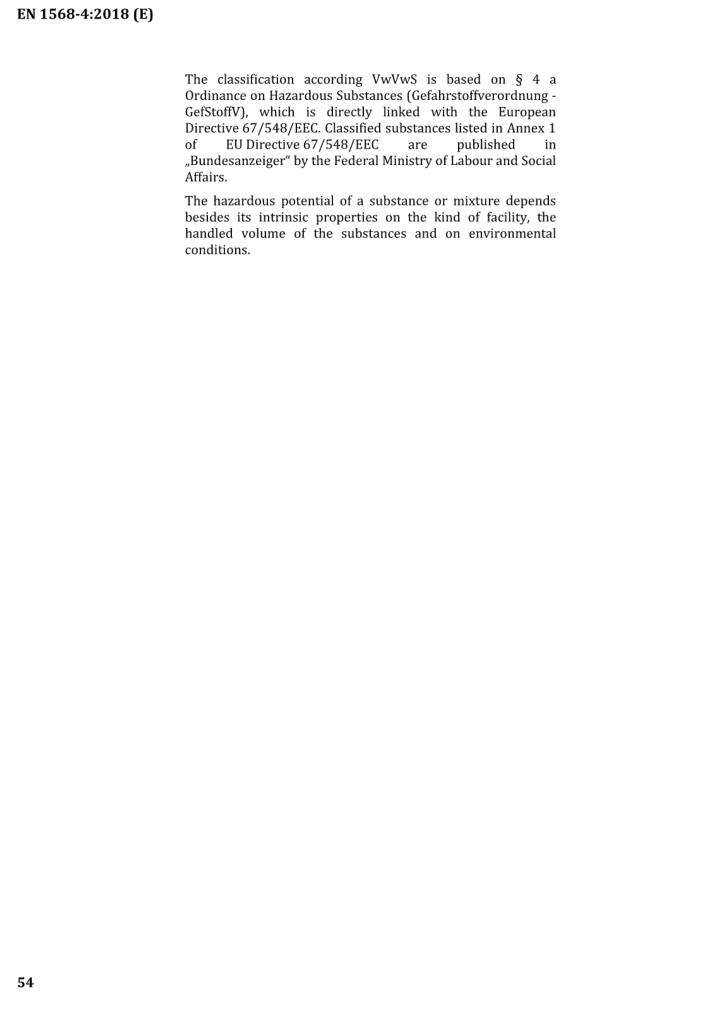 EN 1568-4:2018 (E)
The classification according VwVwS is based on § 4 a
Ordinance on Hazardous Substances (Gefahrstoffverordnung -
GefStoffV), which is directly linked with the European
Directive 67/548/EEC. Classified substances listed in Annex 1
of EU Directive 67/548/EEC are published in
„Bundesanzeiger“ by the Federal Ministry of Labour and Social
Affairs.
The hazardous potential of a substance or mixture depends
besides its intrinsic properties on the kind of facility, the
handled volume of the substances and on environmental
conditions.
54